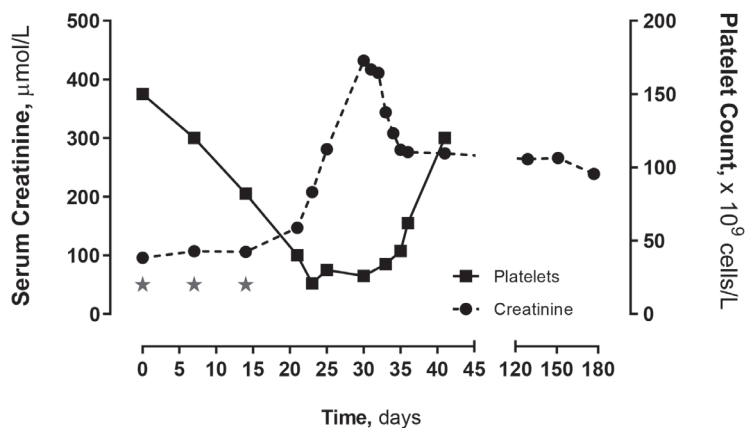 500
400
300
200
100
0
Serum Creatinine, μmol/L
200
150
100
50
0
Platelet Count, x 10⁹ cells/L
Platelets
Creatinine
0 5 10 15 20 25 30 35 40 45 120 150 180
Time, days